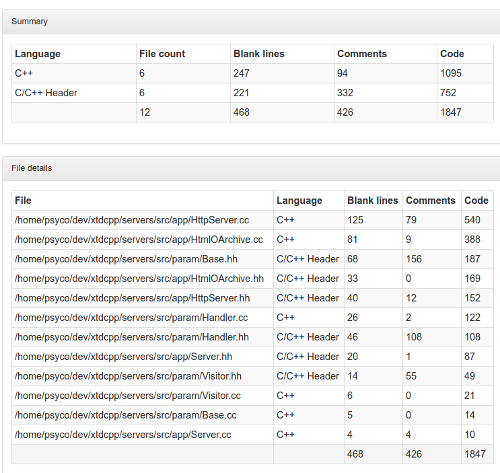 Summary
Language File count Blank lines Comments Code
C++ 6 247 94 1095
C/C++ Header 6 221 332 752
12 468 426 1847
File details
File Language Blank lines Comments Code
/home/psyco/dev/xtdcpp/servers/src/app/HttpServer.cc C++ 125 79 540
/home/psyco/dev/xtdcpp/servers/src/app/HtmlOArchive.cc C++ 81 9 388
/home/psyco/dev/xtdcpp/servers/src/param/Base.hh C/C++ Header 68 156 187
/home/psyco/dev/xtdcpp/servers/src/app/HtmlOArchive.hh C/C++ Header 33 0 169
/home/psyco/dev/xtdcpp/servers/src/app/HttpServer.hh C/C++ Header 40 12 152
/home/psyco/dev/xtdcpp/servers/src/param/Handler.cc C++ 26 2 122
/home/psyco/dev/xtdcpp/servers/src/param/Handler.hh C/C++ Header 46 108 108
/home/psyco/dev/xtdcpp/servers/src/app/Server.hh C/C++ Header 20 1 87
/home/psyco/dev/xtdcpp/servers/src/param/Visitor.hh C/C++ Header 14 55 49
/home/psyco/dev/xtdcpp/servers/src/param/Visitor.cc C++ 6 0 21
/home/psyco/dev/xtdcpp/servers/src/param/Base.cc C++ 5 0 14
/home/psyco/dev/xtdcpp/servers/src/app/Server.cc C++ 4 4 10
468 426 1847